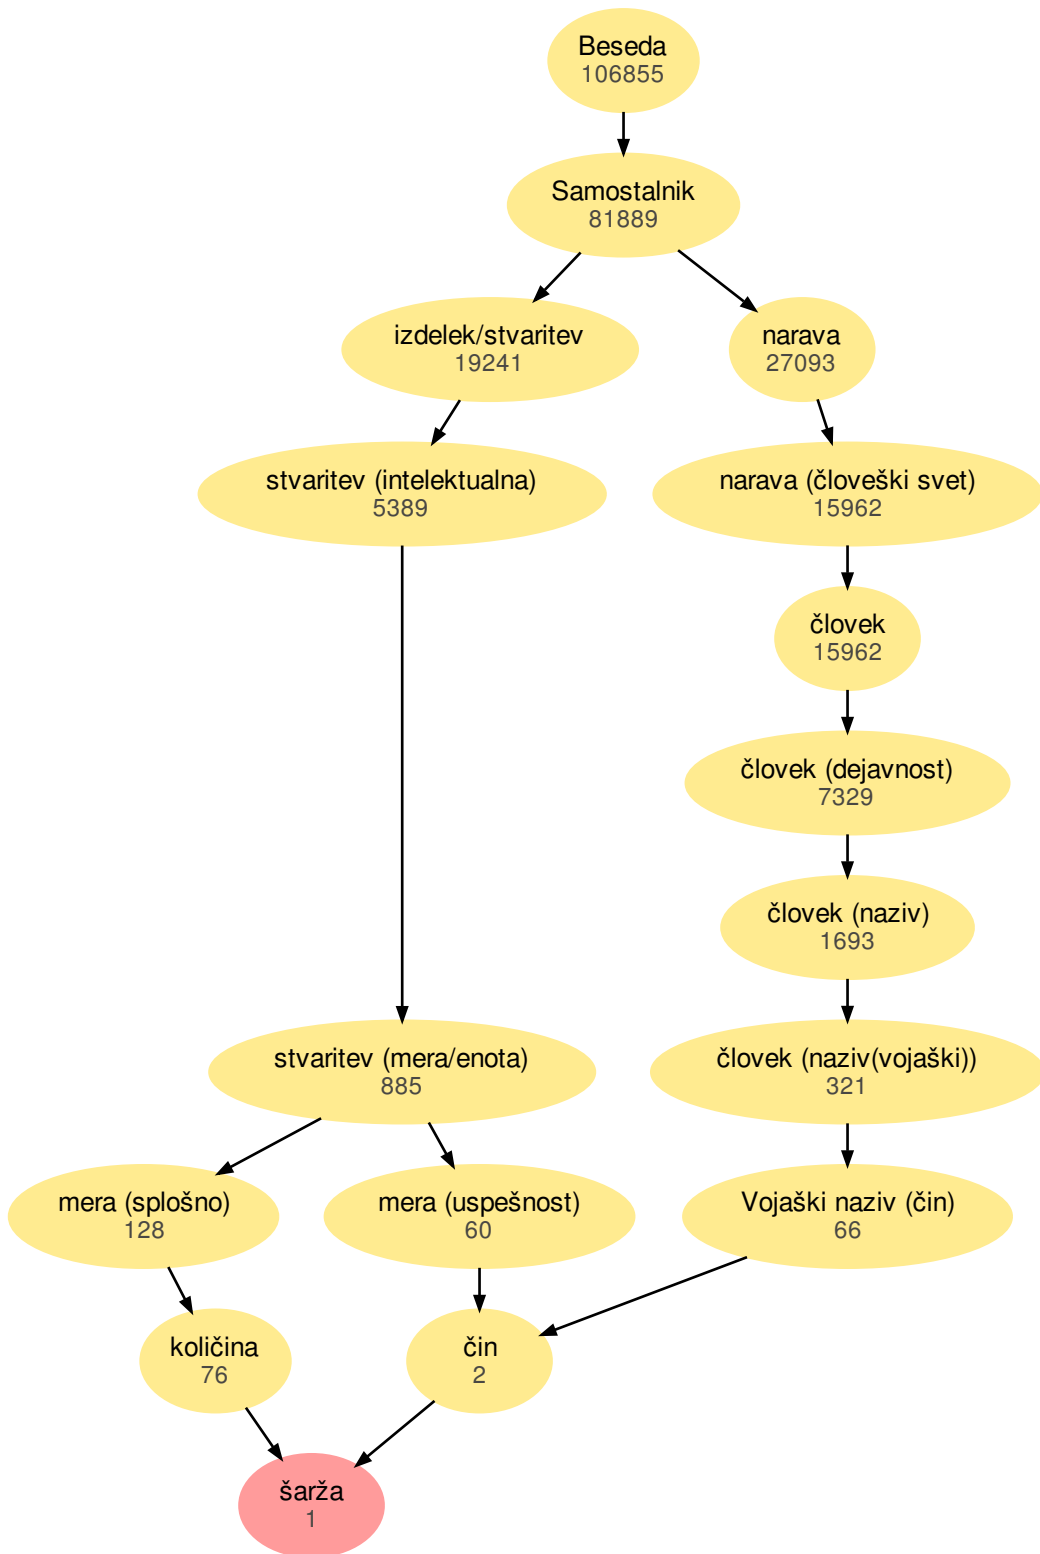 Beseda
106855
Samostalnik
81889
izdelek/stvaritev
19241
narava
27093
stvaritev (intelektualna)
5389
narava (človeški svet)
15962
človek
15962
človek (dejavnost)
7329
človek (naziv)
1693
stvaritev (mera/enota)
885
človek (naziv(vojaški))
321
mera (splošno)
128
mera (uspešnost)
60
Vojaški naziv (čin)
66
količina
76
čin
2
šarža
1